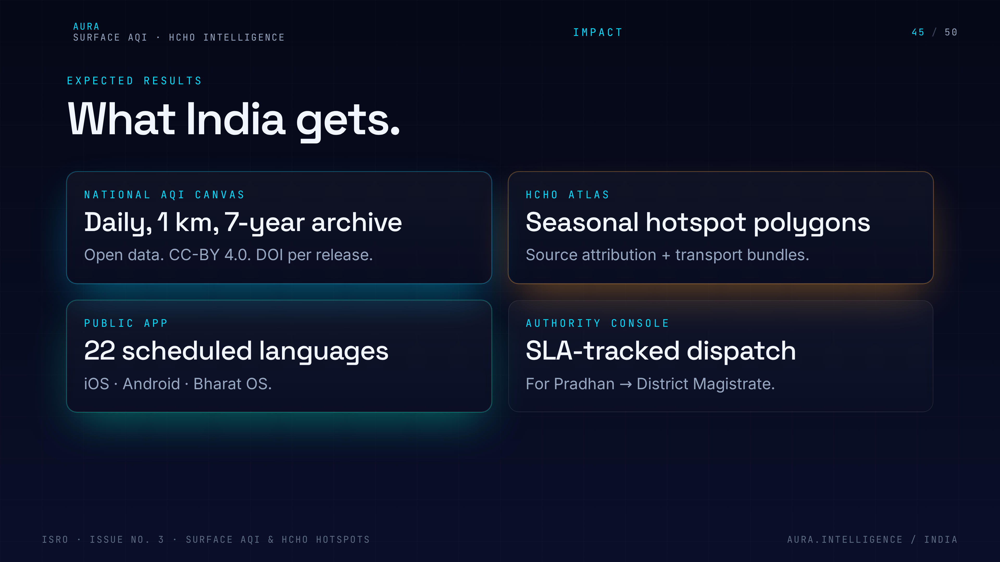 AURA
SURFACE AQI · HCHO INTELLIGENCE
IMPACT
45 / 50
EXPECTED RESULTS
What India gets.
NATIONAL AQI CANVAS
Daily, 1 km, 7-year archive
Open data. CC-BY 4.0. DOI per release.
HCHO ATLAS
Seasonal hotspot polygons
Source attribution + transport bundles.
PUBLIC APP
22 scheduled languages
iOS · Android · Bharat OS.
AUTHORITY CONSOLE
SLA-tracked dispatch
For Pradhan → District Magistrate.
ISRO · ISSUE NO. 3 · SURFACE AQI & HCHO HOTSPOTS
AURA.INTELLIGENCE / INDIA